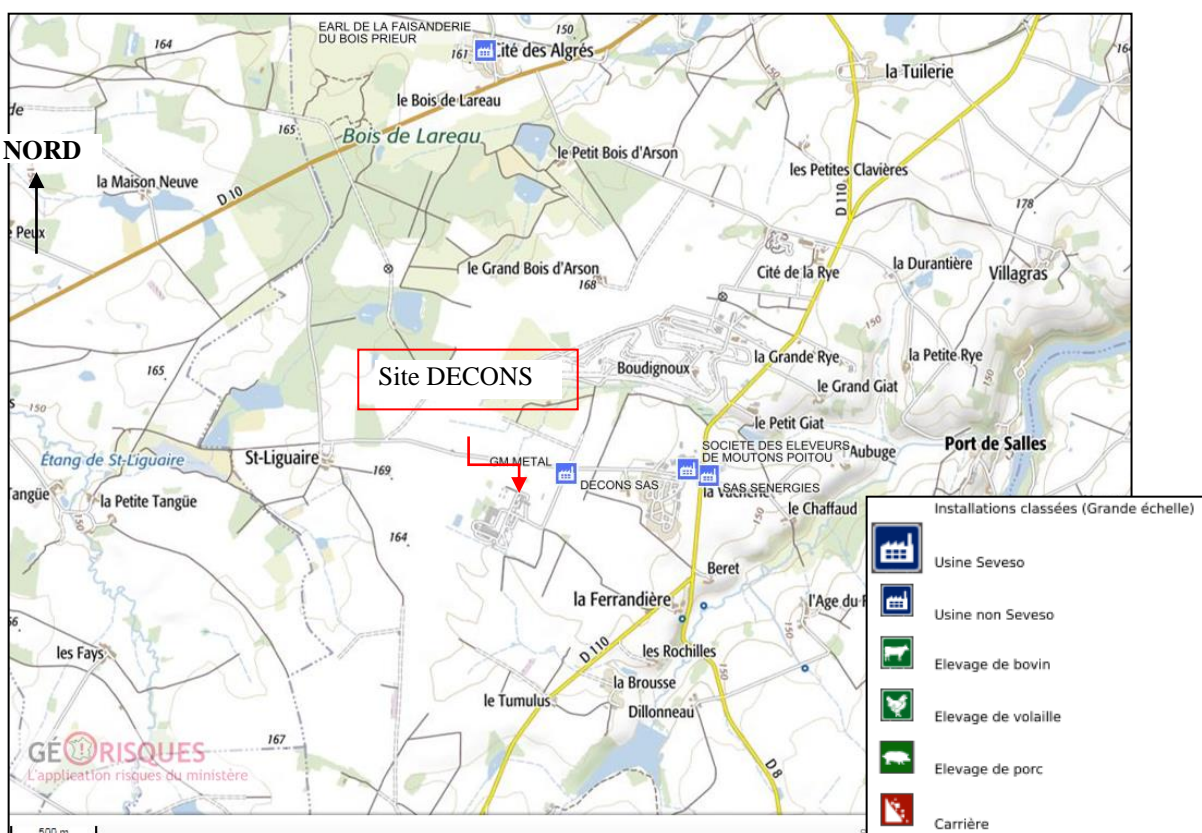 EARL DE LA FAISANDERIE
DU BOIS PRIEUR
164
150
161
Cité des Algrés
la Tuilerie
le Bois de Lareau
165
Bois de Lareau
150
NORD
la Maison Neuve
le Petit Bois d'Arson
les Petites Clavières
D 10
D 110
178
Peux
le Grand Bois d'Arson
168
Cité de la Rye
la Durantière
Villagras
150
165
Site DECONS
Boudignoux
la Grande Rye
la Petite Rye
le Grand Giat
150
le Petit Giat
Étang de St-Liguaire
St-Liguaire
169
GM METAL
DECONS SAS
SOCIETE DES ELEVEURS
DE MOUTONS POITOU
Aubuge
Port de Salles
SAS SENERGIES
Tangüe
la Petite Tangüe
le Chaffaud
164
Beret
la Ferrandière
l'Age du
les Fays
D 110
les Rochilles
150
la Brousse
le Tumulus
Dillonneau
167
D 8
GÉORISQUES
L'application risques du ministère
500 m
Installations classées (Grande échelle)
Usine Seveso
Usine non Seveso
Elevage de bovin
Elevage de volaille
Elevage de porc
Carrière